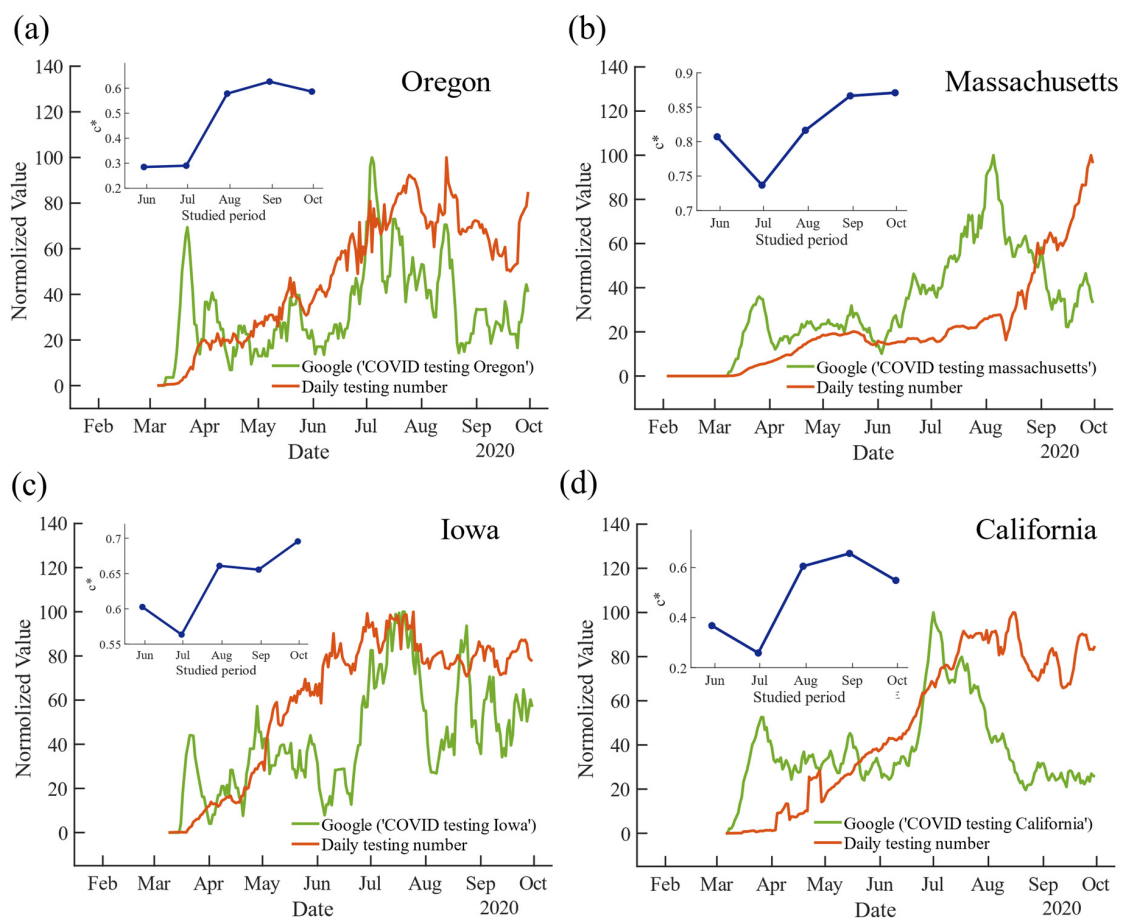 (a)
Oregon
Normolized Value
140
120
100
80
60
40
20
0
c*
0.6
0.5
0.4
0.3
0.2
Jun Jul Aug Sep Oct
Studied period
Google ('COVID testing Oregon')
Daily testing number
Feb Mar Apr May Jun Jul Aug Sep Oct
Date
2020
(b)
Massachusetts
Normolized Value
140
120
100
80
60
40
20
0
c*
0.9
0.85
0.8
0.75
0.7
Jun Jul Aug Sep Oct
Studied period
Google ('COVID testing massachusetts')
Daily testing number
Feb Mar Apr May Jun Jul Aug Sep Oct
Date
2020
(c)
Iowa
Normolized Value
140
120
100
80
60
40
20
0
c*
0.7
0.65
0.6
0.55
Jun Jul Aug Sep Oct
Studied period
Google ('COVID testing Iowa')
Daily testing number
Feb Mar Apr May Jun Jul Aug Sep Oct
Date
2020
(d)
California
Normolized Value
140
120
100
80
60
40
20
0
c*
0.6
0.4
0.2
Jun Jul Aug Sep Oct
Studied period
Google ('COVID testing California')
Daily testing number
Feb Mar Apr May Jun Jul Aug Sep Oct
Date
2020